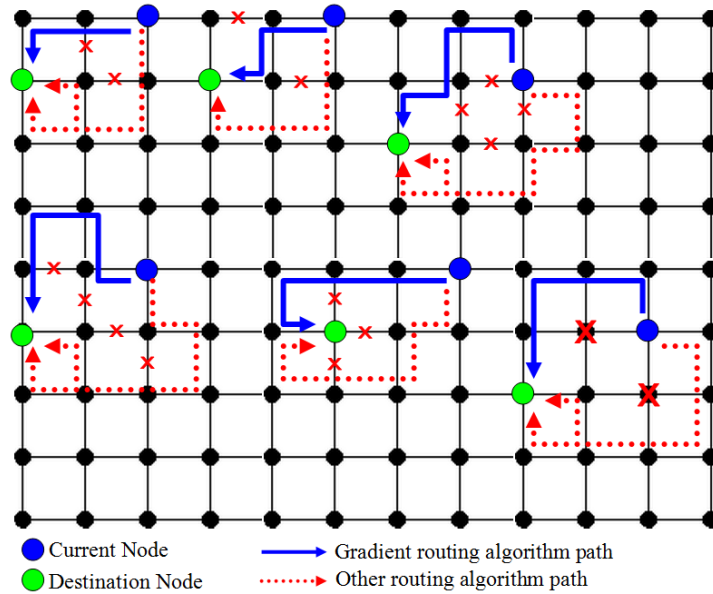 Current Node
Gradient routing algorithm path
Destination Node
Other routing algorithm path